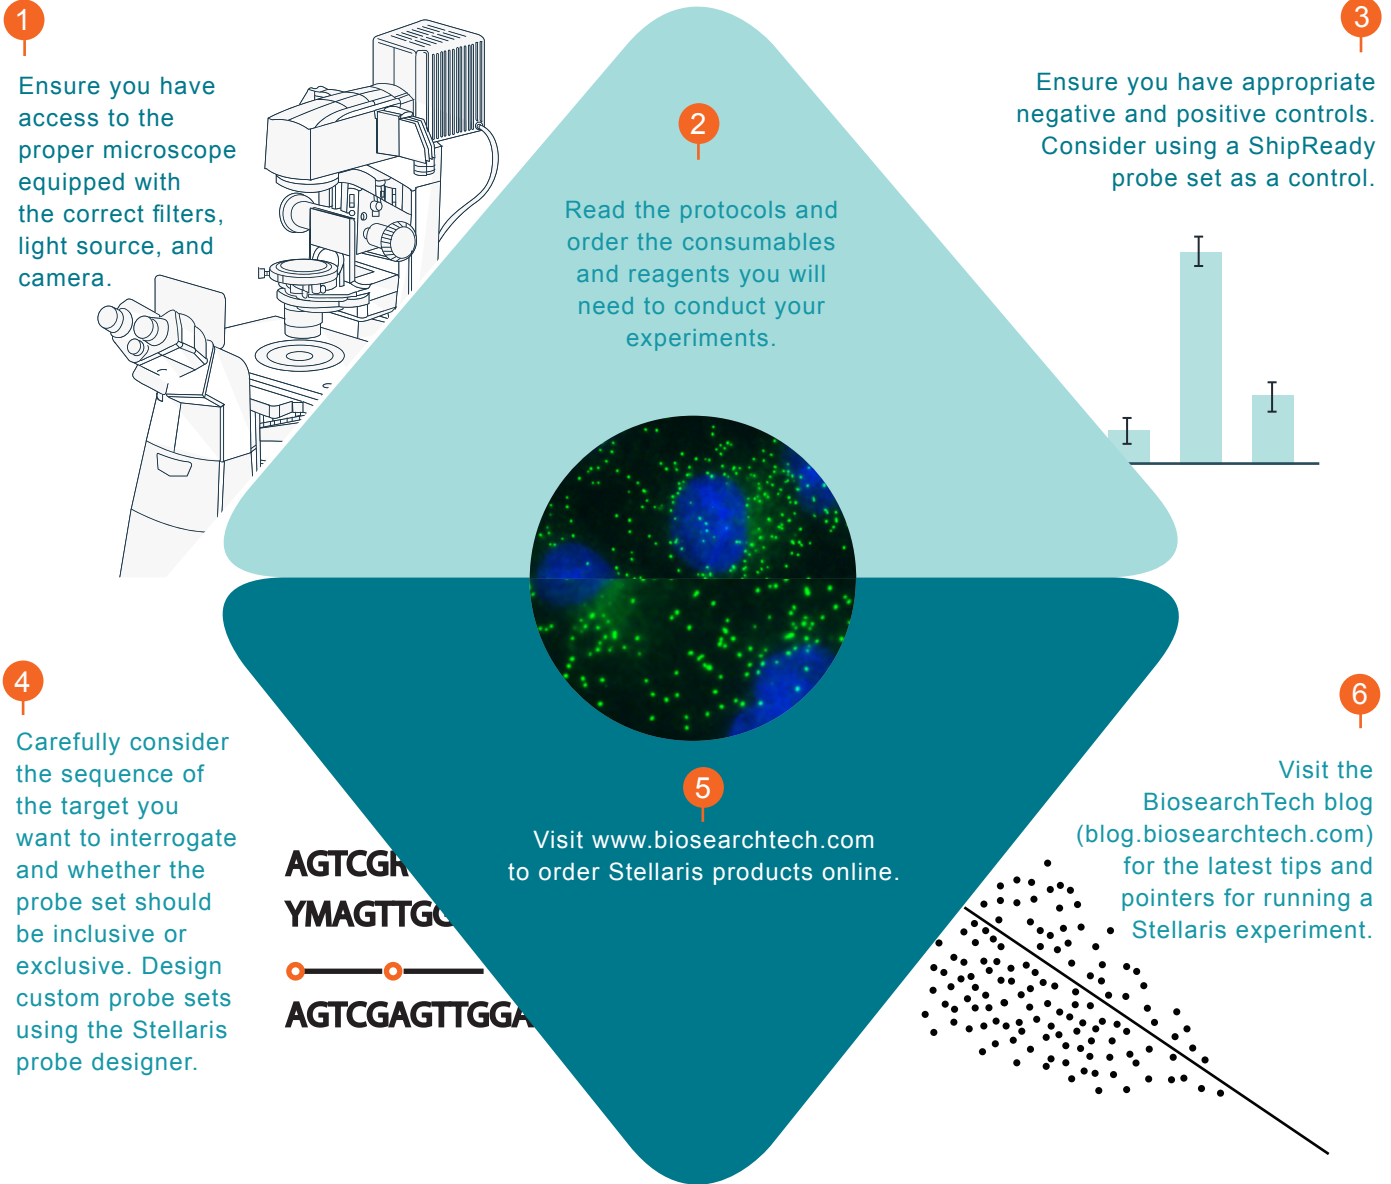 1
Ensure you have
access to the
proper microscope
equipped with
the correct filters,
light source, and
camera.
2
Read the protocols and
order the consumables
and reagents you will
need to conduct your
experiments.
3
Ensure you have appropriate
negative and positive controls.
Consider using a ShipReady
probe set as a control.
4
Carefully consider
the sequence of
the target you
want to interrogate
and whether the
probe set should
be inclusive or
exclusive. Design
custom probe sets
using the Stellaris
probe designer.
AGTCGR
YMAGTTGG
AGTCGAGTTGGA
5
Visit www.biosearchtech.com
to order Stellaris products online.
6
Visit the
BiosearchTech blog
(blog.biosearchtech.com)
for the latest tips and
pointers for running a
Stellaris experiment.